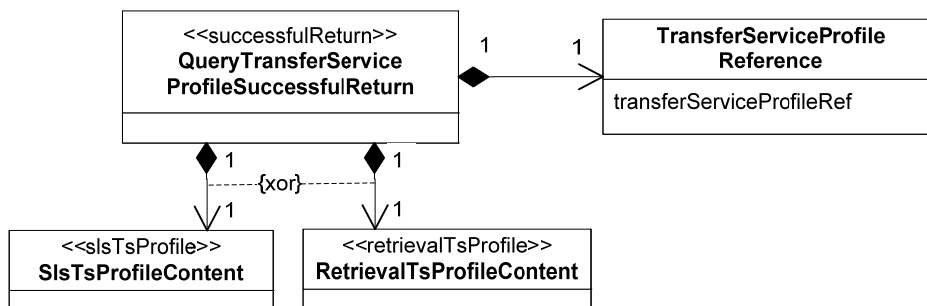 <<successfulReturn>>
QueryTransferService
ProfileSuccessfulReturn
1
1
TransferServiceProfile
Reference
transferServiceProfileRef
1
1
{xor}
1
1
<<slsTsProfile>>
SlsTsProfileContent
<<retrievalTsProfile>>
RetrievalTsProfileContent